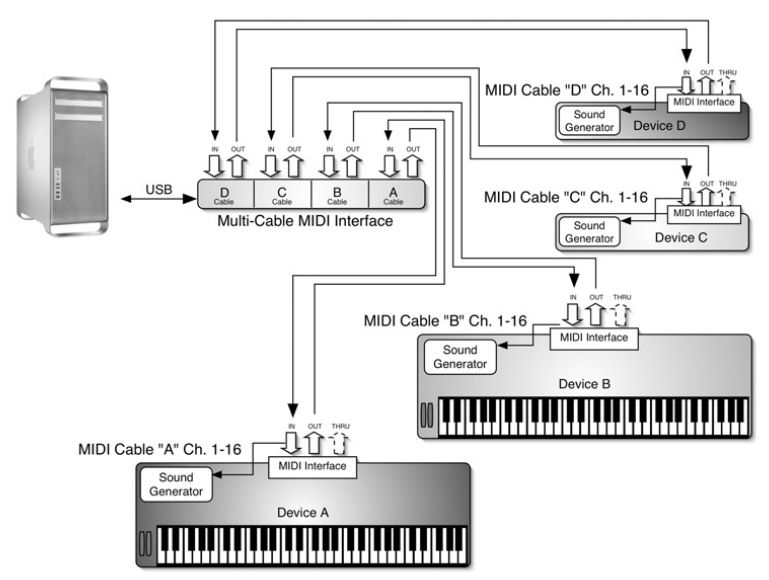 IN OUT THRU
MIDI Cable "D" Ch. 1-16
MIDI Interface
Sound
Generator
Device D
IN OUT IN OUT IN OUT IN OUT
D C B A
Cable Cable Cable Cable
Multi-Cable MIDI Interface
USB
IN OUT THRU
MIDI Cable "C" Ch. 1-16
MIDI Interface
Sound
Generator
Device C
IN OUT THRU
MIDI Cable "B" Ch. 1-16
MIDI Interface
Sound
Generator
Device B
IN OUT THRU
MIDI Cable "A" Ch. 1-16
MIDI Interface
Sound
Generator
Device A